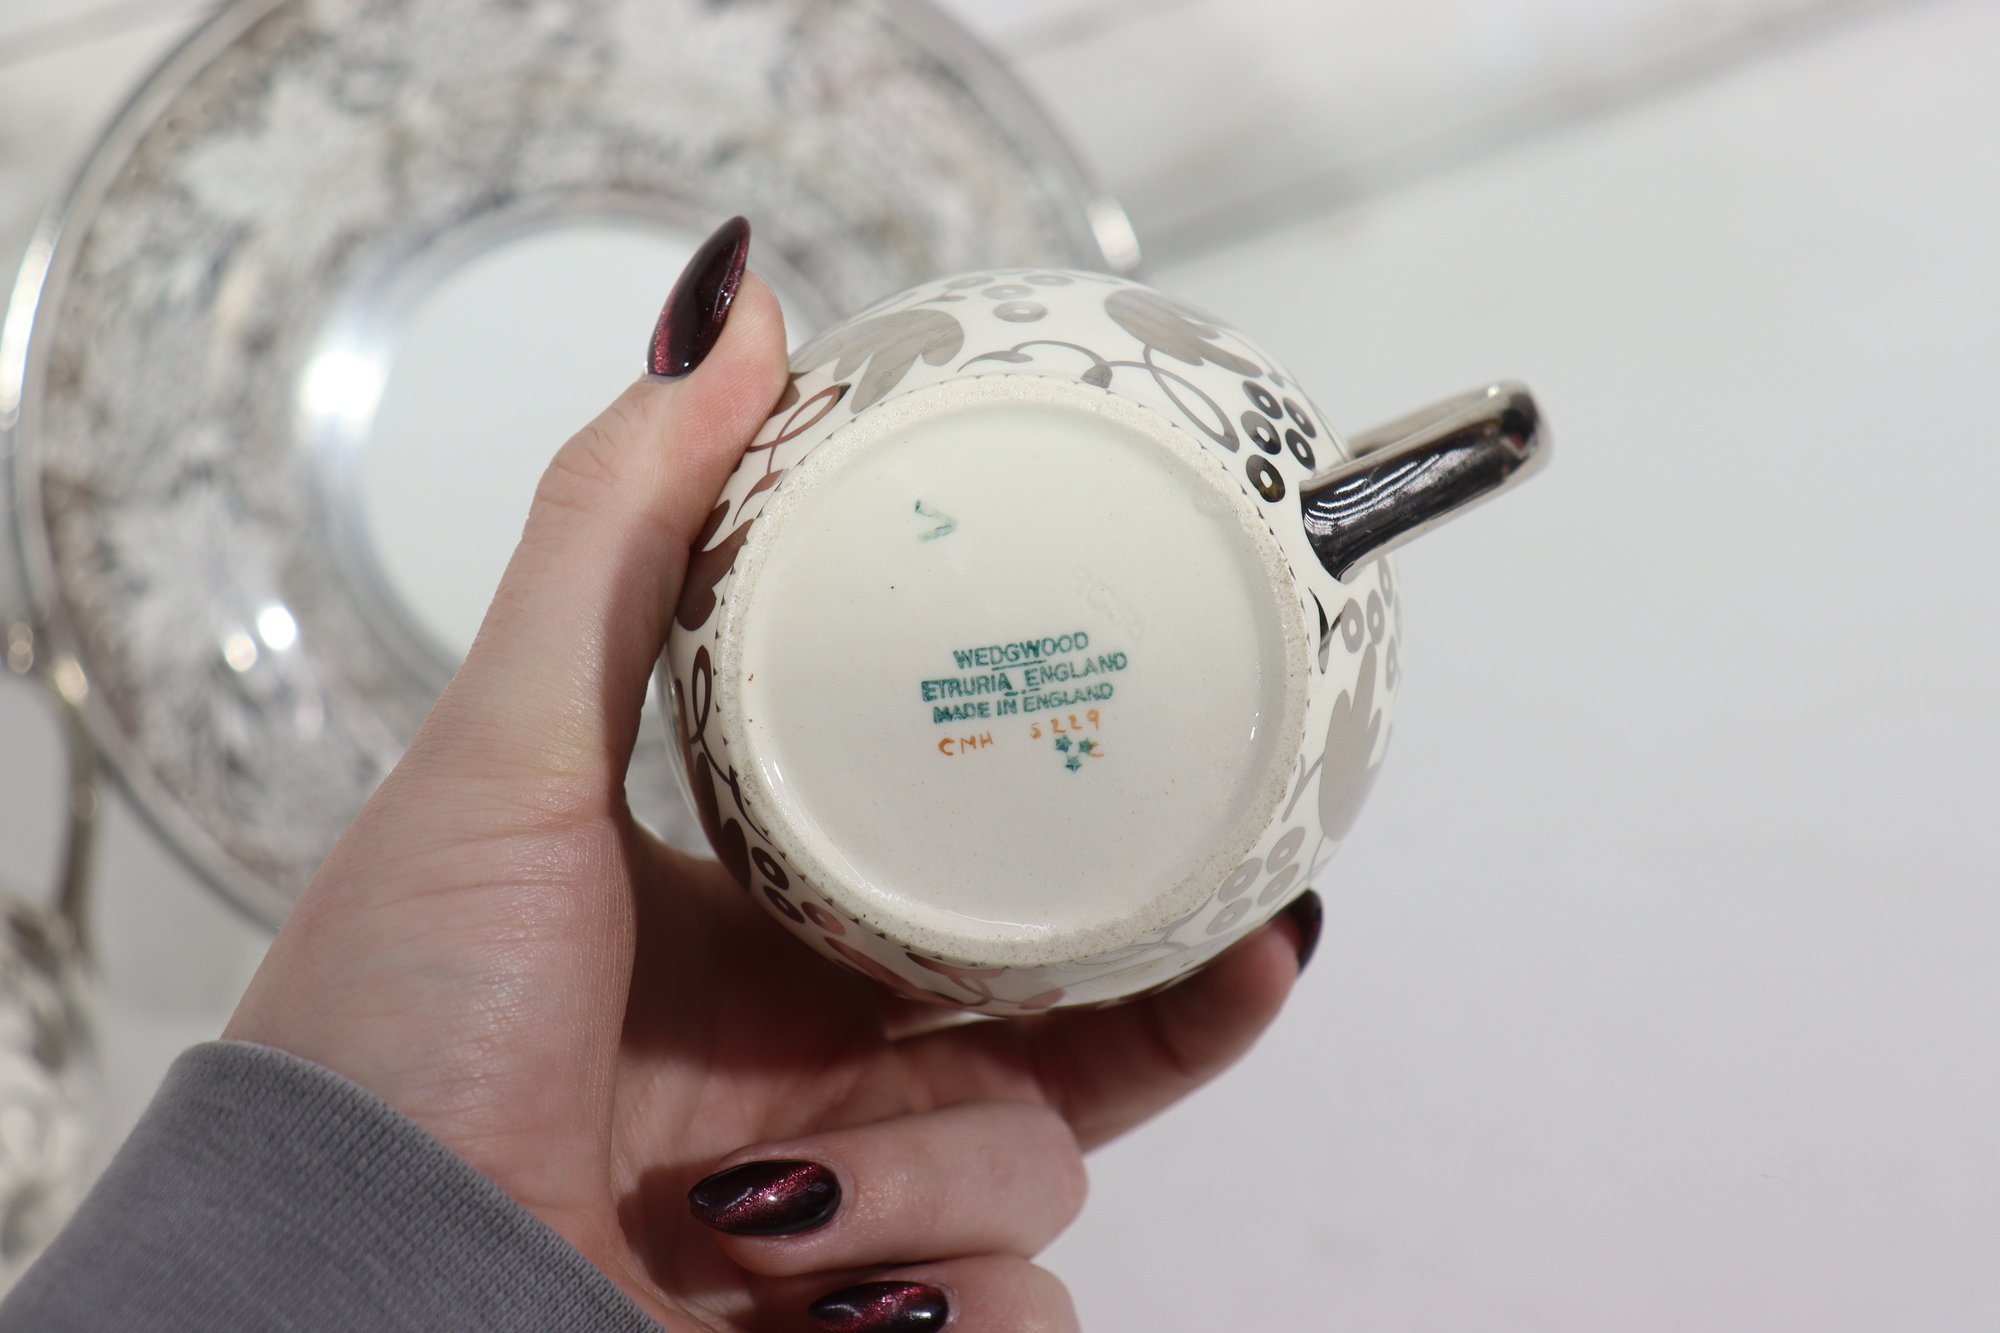 V
WEDGWOOD
ETRURIA, ENGLAND
MADE IN ENGLAND
CMH 5229
C